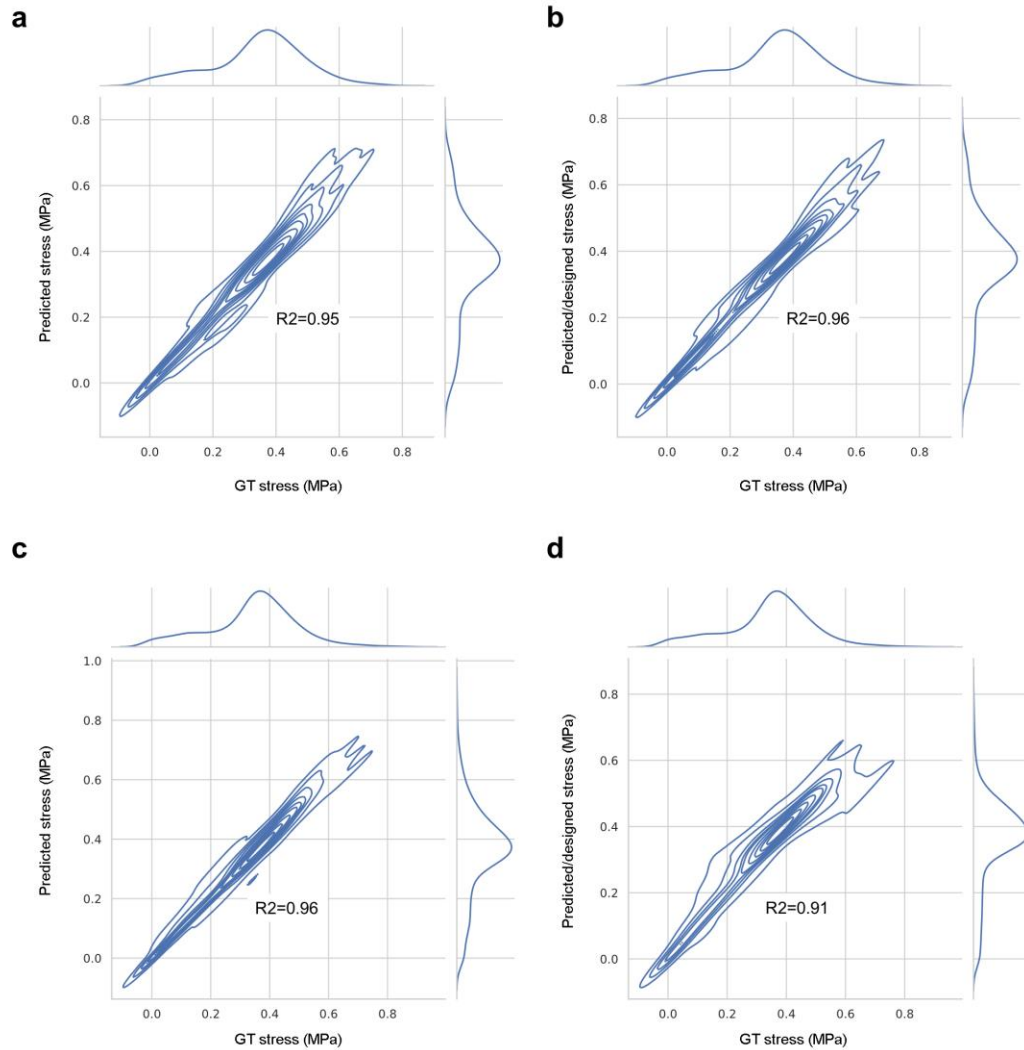 a
0.8
0.6
0.4
0.2
0.0
Predicted stress (MPa)
R2=0.95
0.0 0.2 0.4 0.6 0.8
GT stress (MPa)
b
0.8
0.6
0.4
0.2
0.0
Predicted/designed stress (MPa)
R2=0.96
0.0 0.2 0.4 0.6 0.8
GT stress (MPa)
c
1.0
0.8
0.6
0.4
0.2
0.0
Predicted stress (MPa)
R2=0.96
0.0 0.2 0.4 0.6 0.8
GT stress (MPa)
d
0.8
0.6
0.4
0.2
0.0
Predicted/designed stress (MPa)
R2=0.91
0.0 0.2 0.4 0.6 0.8
GT stress (MPa)